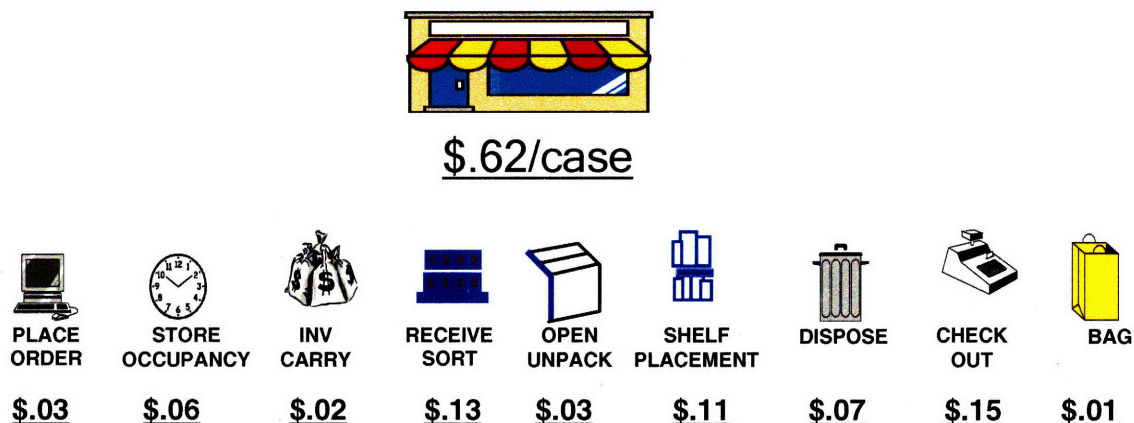 $.62/case
PLACE ORDER
STORE OCCUPANCY
INV CARRY
RECEIVE SORT
OPEN UNPACK
SHELF PLACEMENT
DISPOSE
CHECK OUT
BAG
$.03
$.06
$.02
$.13
$.03
$.11
$.07
$.15
$.01